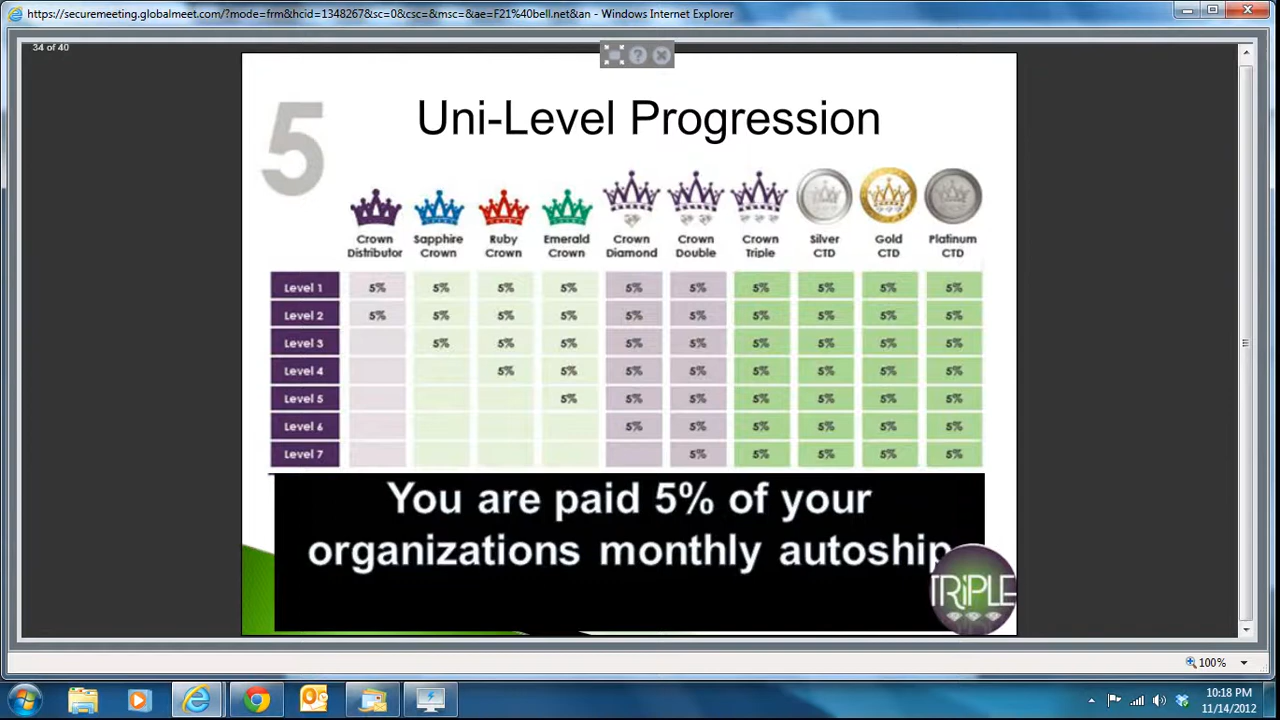 https://securemeeting.globalmeet.com/?mode=frm&hcid=1348267&sc=0&csc=&msc=&ae=F21%40bell.net&an - Windows Internet Explorer
34 of 40
5
Uni-Level Progression
Crown Distributor Sapphire Crown Ruby Crown Emerald Crown Crown Diamond Crown Double Crown Triple Silver CTD Gold CTD Platinum CTD
Level 1 5% 5% 5% 5% 5% 5% 5% 5% 5% 5%
Level 2 5% 5% 5% 5% 5% 5% 5% 5% 5% 5%
Level 3 5% 5% 5% 5% 5% 5% 5% 5% 5%
Level 4 5% 5% 5% 5% 5% 5% 5% 5%
Level 5 5% 5% 5% 5% 5% 5% 5%
Level 6 5% 5% 5% 5% 5% 5%
Level 7 5% 5% 5% 5% 5%
You are paid 5% of your
organizations monthly autoship
TRiPLE
100%
10:18 PM
11/14/2012